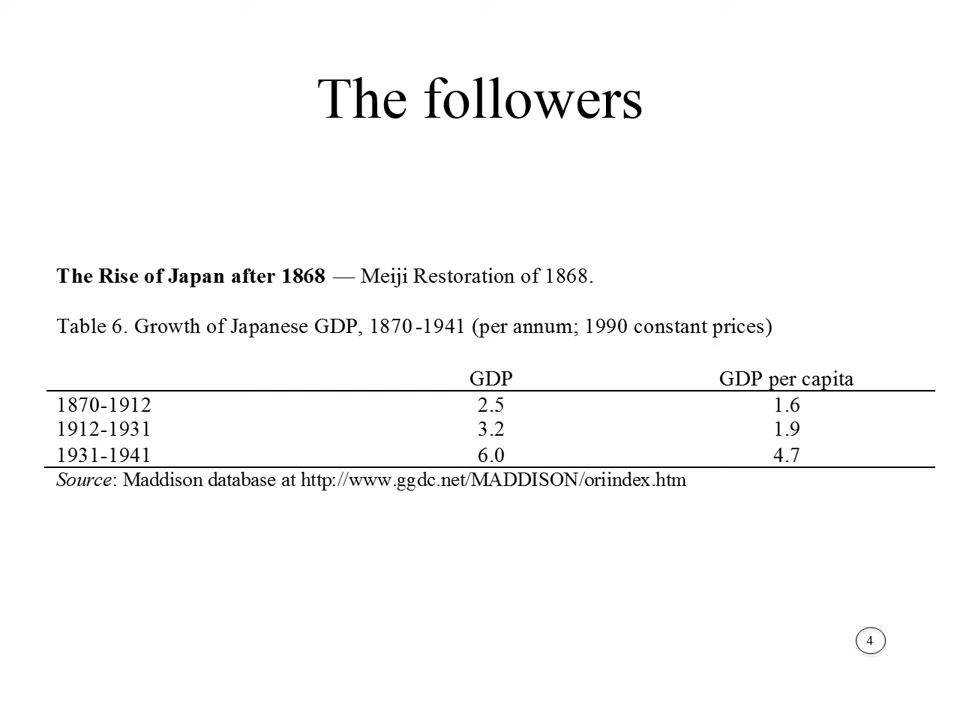 The followers
The Rise of Japan after 1868 — Meiji Restoration of 1868.
Table 6. Growth of Japanese GDP, 1870-1941 (per annum; 1990 constant prices)
GDP GDP per capita
1870-1912 2.5 1.6
1912-1931 3.2 1.9
1931-1941 6.0 4.7
Source: Maddison database at http://www.ggdc.net/MADDISON/oriindex.htm
4